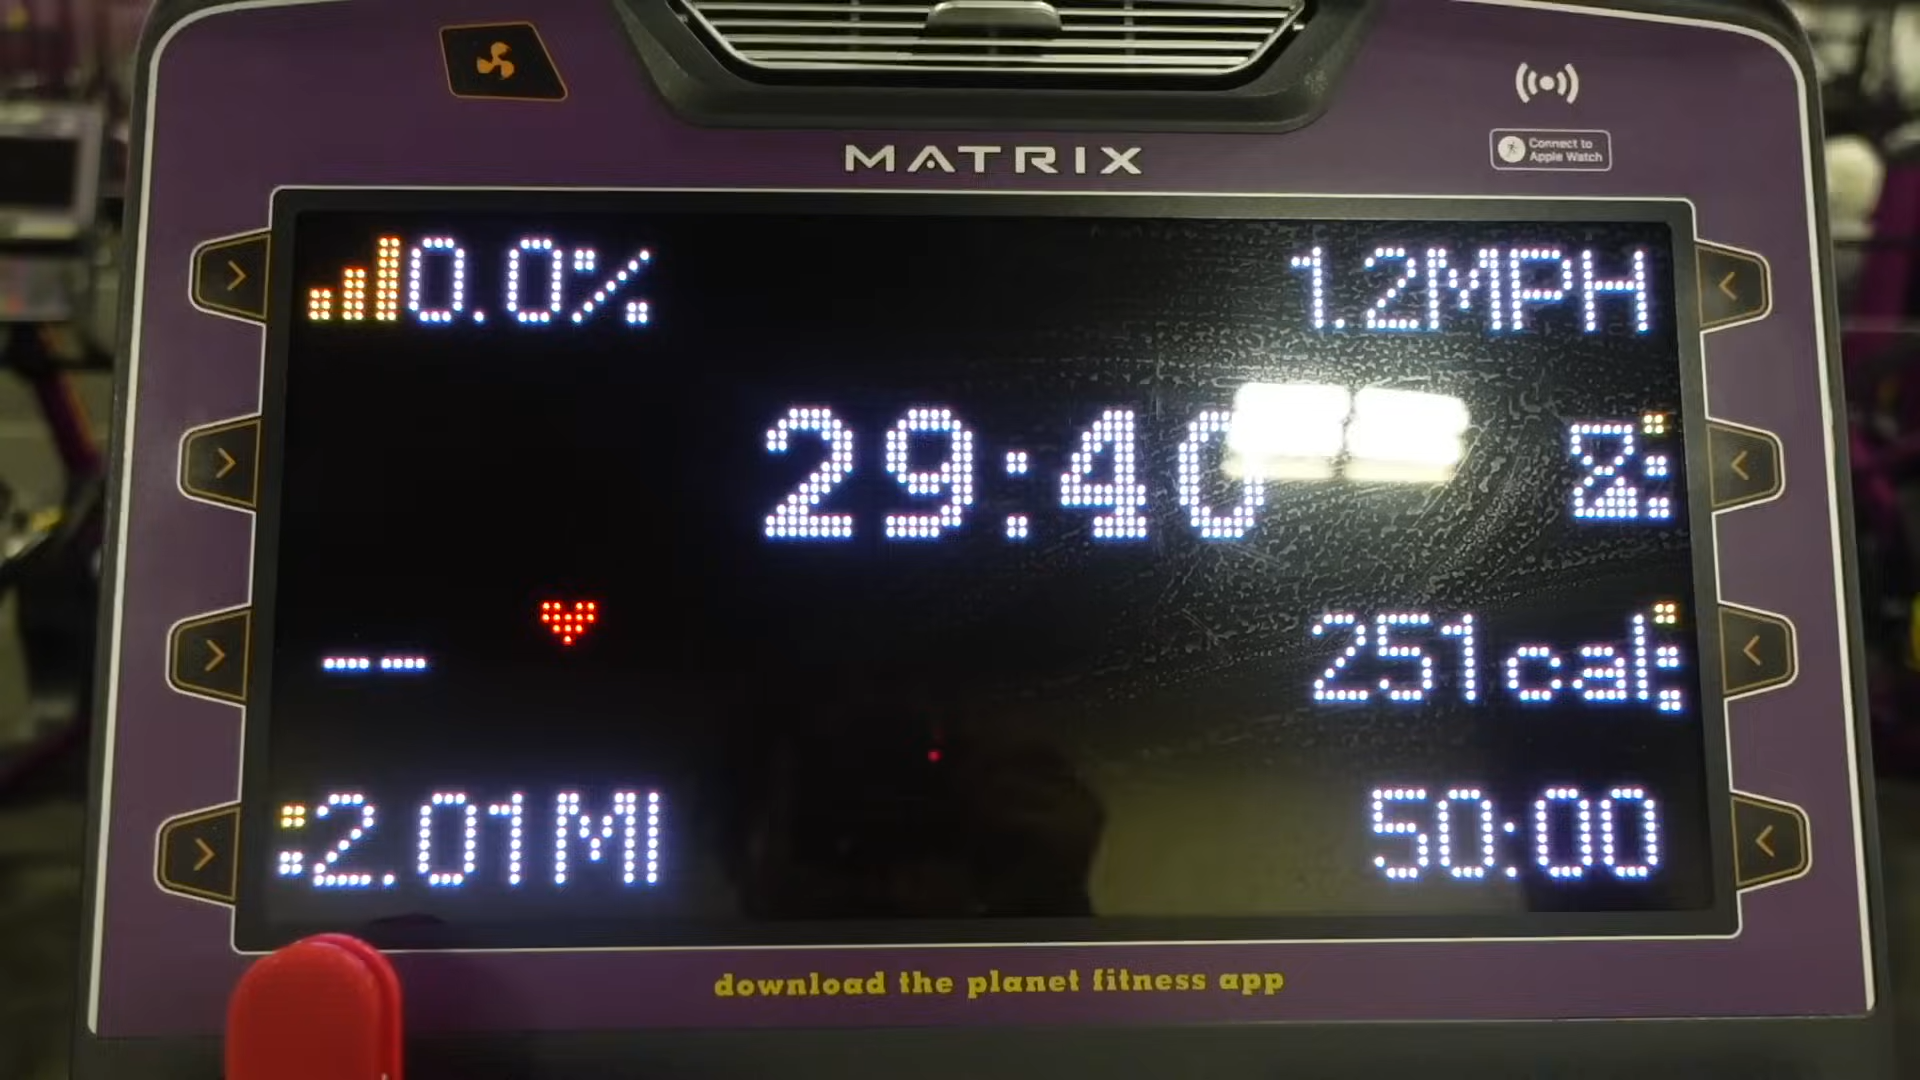 MATRIX
Connect to
Apple Watch
0.0%
1.2MPH
29:40
--
251cal
2.01MI
50:00
download the planet fitness app